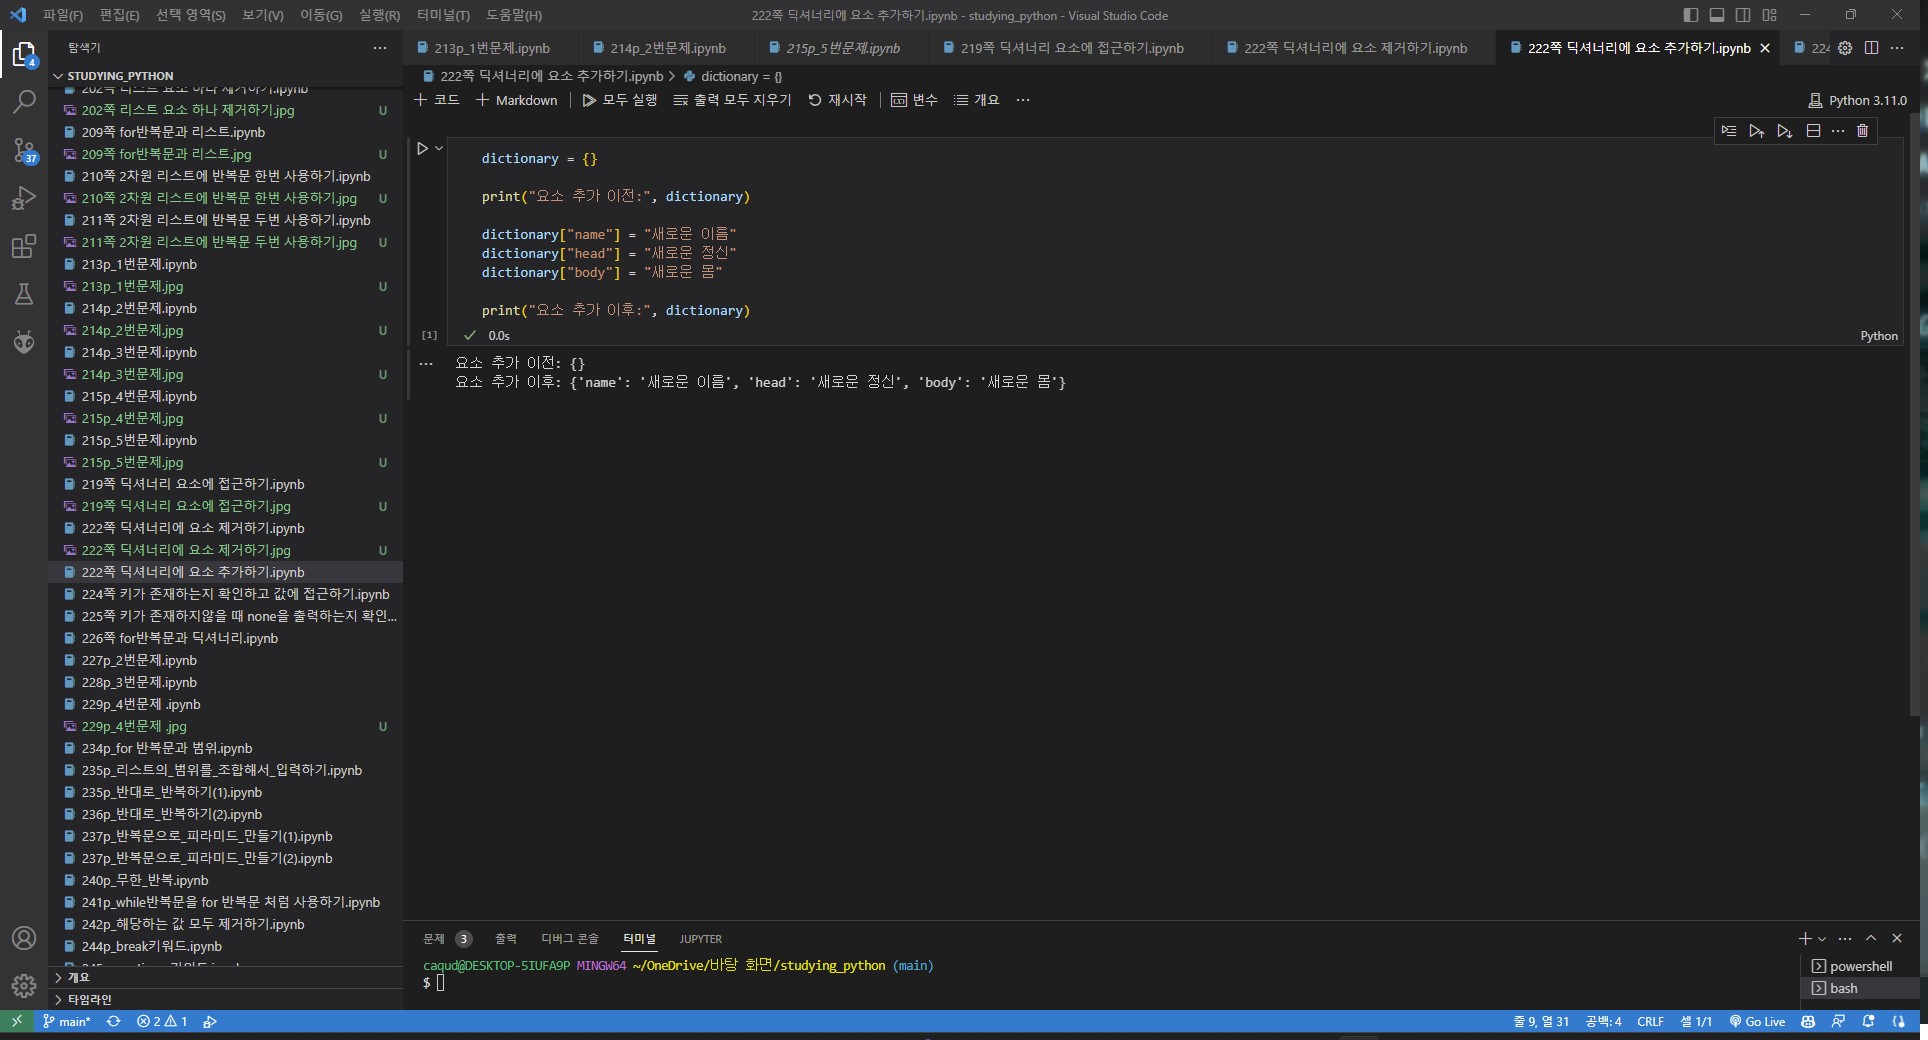 파일(F) 편집(E) 선택 영역(S) 보기(V) 이동(G) 실행(R) 터미널(T) 도움말(H)
222쪽 딕셔너리에 요소 추가하기.ipynb - studying_python - Visual Studio Code
탐색기
STUDYING_PYTHON
202쪽 리스트 요소 하나 제거하기.ipynb
202쪽 리스트 요소 하나 제거하기.jpg U
209쪽 for반복문과 리스트.ipynb
209쪽 for반복문과 리스트.jpg U
210쪽 2차원 리스트에 반복문 한번 사용하기.ipynb
210쪽 2차원 리스트에 반복문 한번 사용하기.jpg U
211쪽 2차원 리스트에 반복문 두번 사용하기.ipynb
211쪽 2차원 리스트에 반복문 두번 사용하기.jpg U
213p_1번문제.ipynb
213p_1번문제.jpg U
214p_2번문제.ipynb
214p_2번문제.jpg U
214p_3번문제.ipynb
214p_3번문제.jpg U
215p_4번문제.ipynb
215p_4번문제.jpg U
215p_5번문제.ipynb
215p_5번문제.jpg U
219쪽 딕셔너리 요소에 접근하기.ipynb
219쪽 딕셔너리 요소에 접근하기.jpg U
222쪽 딕셔너리에 요소 제거하기.ipynb
222쪽 딕셔너리에 요소 제거하기.jpg U
222쪽 딕셔너리에 요소 추가하기.ipynb
224쪽 키가 존재하는지 확인하고 값에 접근하기.ipynb
225쪽 키가 존재하지않을 때 none을 출력하는지 확인...
226쪽 for반복문과 딕셔너리.ipynb
227p_2번문제.ipynb
228p_3번문제.ipynb
229p_4번문제 .ipynb
229p_4번문제 .jpg U
234p_for 반복문과 범위.ipynb
235p_리스트의_범위를_조합해서_입력하기.ipynb
235p_반대로_반복하기(1).ipynb
236p_반대로_반복하기(2).ipynb
237p_반복문으로_피라미드_만들기(1).ipynb
237p_반복문으로_피라미드_만들기(2).ipynb
240p_무한_반복.ipynb
241p_while반복문을 for 반복문 처럼 사용하기.ipynb
242p_해당하는 값 모두 제거하기.ipynb
244p_break키워드.ipynb
개요
타임라인
4
37
213p_1번문제.ipynb 214p_2번문제.ipynb 215p_5번문제.ipynb 219쪽 딕셔너리 요소에 접근하기.ipynb 222쪽 딕셔너리에 요소 제거하기.ipynb 222쪽 딕셔너리에 요소 추가하기.ipynb 224
222쪽 딕셔너리에 요소 추가하기.ipynb > dictionary = {}
+ 코드 + Markdown 모두 실행 출력 모두 지우기 재시작 변수 개요 ... Python 3.11.0
dictionary = {}
print("요소 추가 이전:", dictionary)
dictionary["name"] = "새로운 이름"
dictionary["head"] = "새로운 정신"
dictionary["body"] = "새로운 몸"
print("요소 추가 이후:", dictionary)
[1] 0.0s Python
요소 추가 이전: {}
요소 추가 이후: {'name': '새로운 이름', 'head': '새로운 정신', 'body': '새로운 몸'}
문제 3 출력 디버그 콘솔 터미널 JUPYTER
caqud@DESKTOP-5IUFA9P MINGW64 ~/OneDrive/바탕 화면/studying_python (main)
$
powershell
bash
main* 2 1
줄 9, 열 31 공백: 4 CRLF 셀 1/1 Go Live